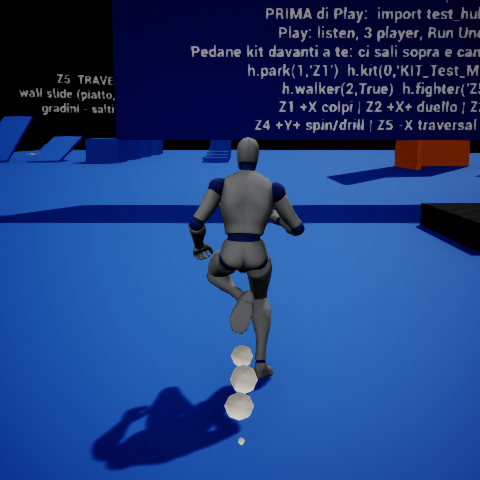 PRIMA di Play: import test_hu
Play: listen, 3 player, Run Un
Pedane kit davanti a te: ci sali sopra e can
h.park(1,'Z1') h.kit(0,'KIT_Test_M
h.walker(2,True) h.fighter('Z
Z1 +X colpi | Z2 +X+ duello | Z
Z4 +Y+ spin/drill | Z5 -X traversal
Z5 TRAVE
wall slide (piatto,
gradini - salti